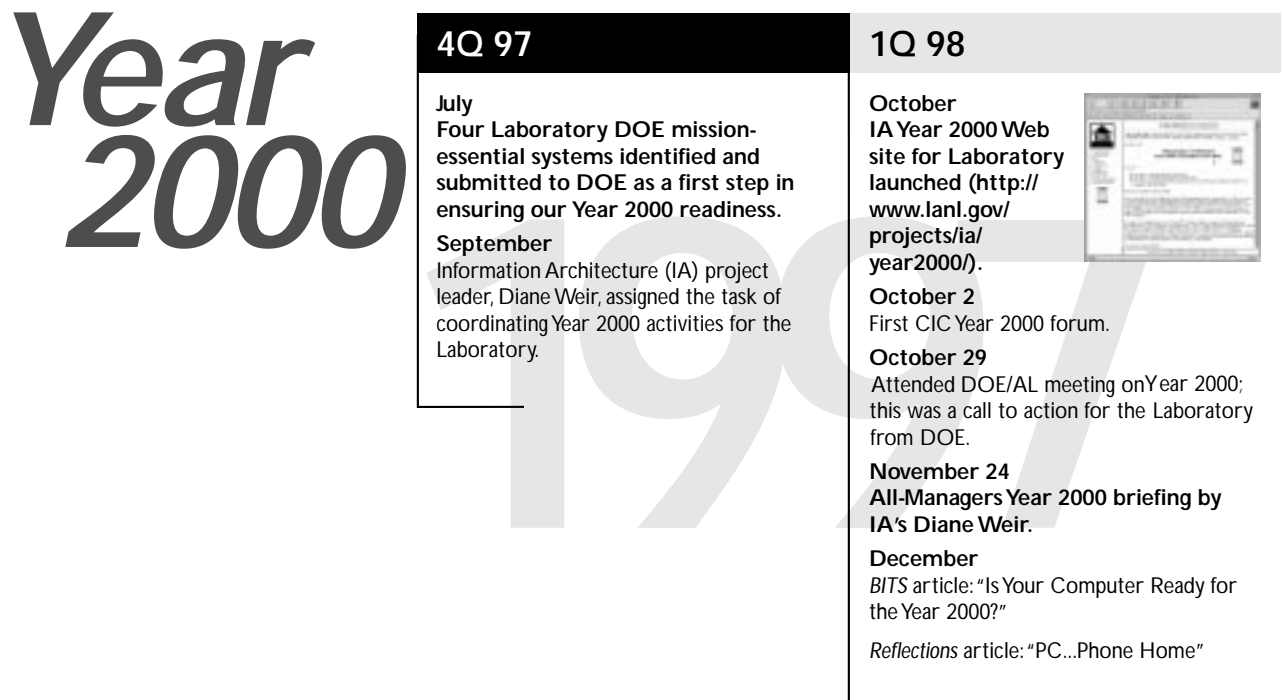 Year
2000
4Q 97
July
Four Laboratory DOE mission-
essential systems identified and
submitted to DOE as a first step in
ensuring our Year 2000 readiness.
September
Information Architecture (IA) project
leader, Diane Weir, assigned the task of
coordinating Year 2000 activities for the
Laboratory.
1997
1Q 98
October
IA Year 2000 Web
site for Laboratory
launched (http://
www.lanl.gov/
projects/ia/
year2000/).
October 2
First CIC Year 2000 forum.
October 29
Attended DOE/AL meeting onYear 2000;
this was a call to action for the Laboratory
from DOE.
November 24
All-Managers Year 2000 briefing by
IA's Diane Weir.
December
BITS article: “Is Your Computer Ready for
the Year 2000?”
Reflections article: “PC...Phone Home”